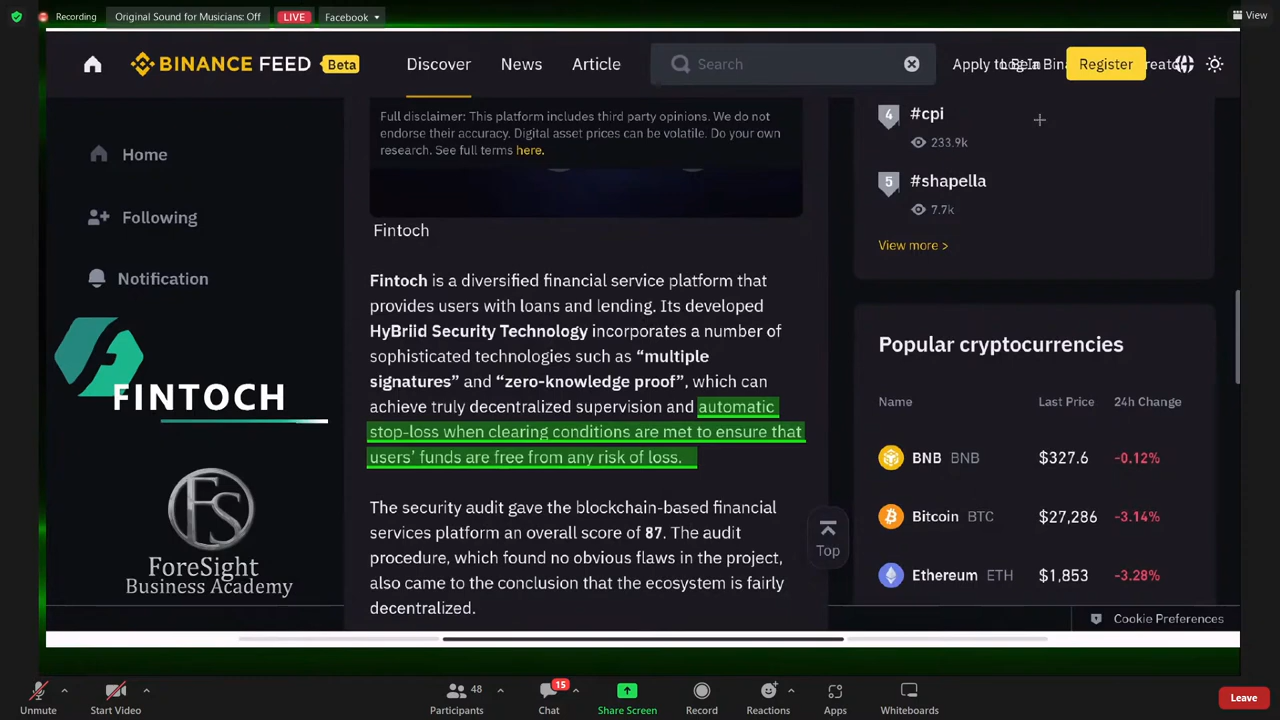 Recording
Original Sound for Musicians: Off
LIVE
Facebook
View
BINANCE FEED
Beta
Discover
News
Article
Search
Register
Full disclaimer: This platform includes third party opinions. We do not
endorse their accuracy. Digital asset prices can be volatile. Do your own
research. See full terms here.
Home
Following
Notification
FINTOCH
FS
ForeSight
Business Academy
Fintoch
Fintoch is a diversified financial service platform that
provides users with loans and lending. Its developed
HyBriid Security Technology incorporates a number of
sophisticated technologies such as “multiple
signatures” and “zero-knowledge proof”, which can
achieve truly decentralized supervision and automatic
stop-loss when clearing conditions are met to ensure that
users’ funds are free from any risk of loss.
The security audit gave the blockchain-based financial
services platform an overall score of 87. The audit
procedure, which found no obvious flaws in the project,
also came to the conclusion that the ecosystem is fairly
decentralized.
Top
4 #cpi
233.9k
5 #shapella
7.7k
View more >
Popular cryptocurrencies
Name Last Price 24h Change
BNB BNB $327.6 -0.12%
Bitcoin BTC $27,286 -3.14%
Ethereum ETH $1,853 -3.28%
Cookie Preferences
Unmute
Start Video
48
Participants
15
Chat
Share Screen
Record
Reactions
Apps
Whiteboards
Leave